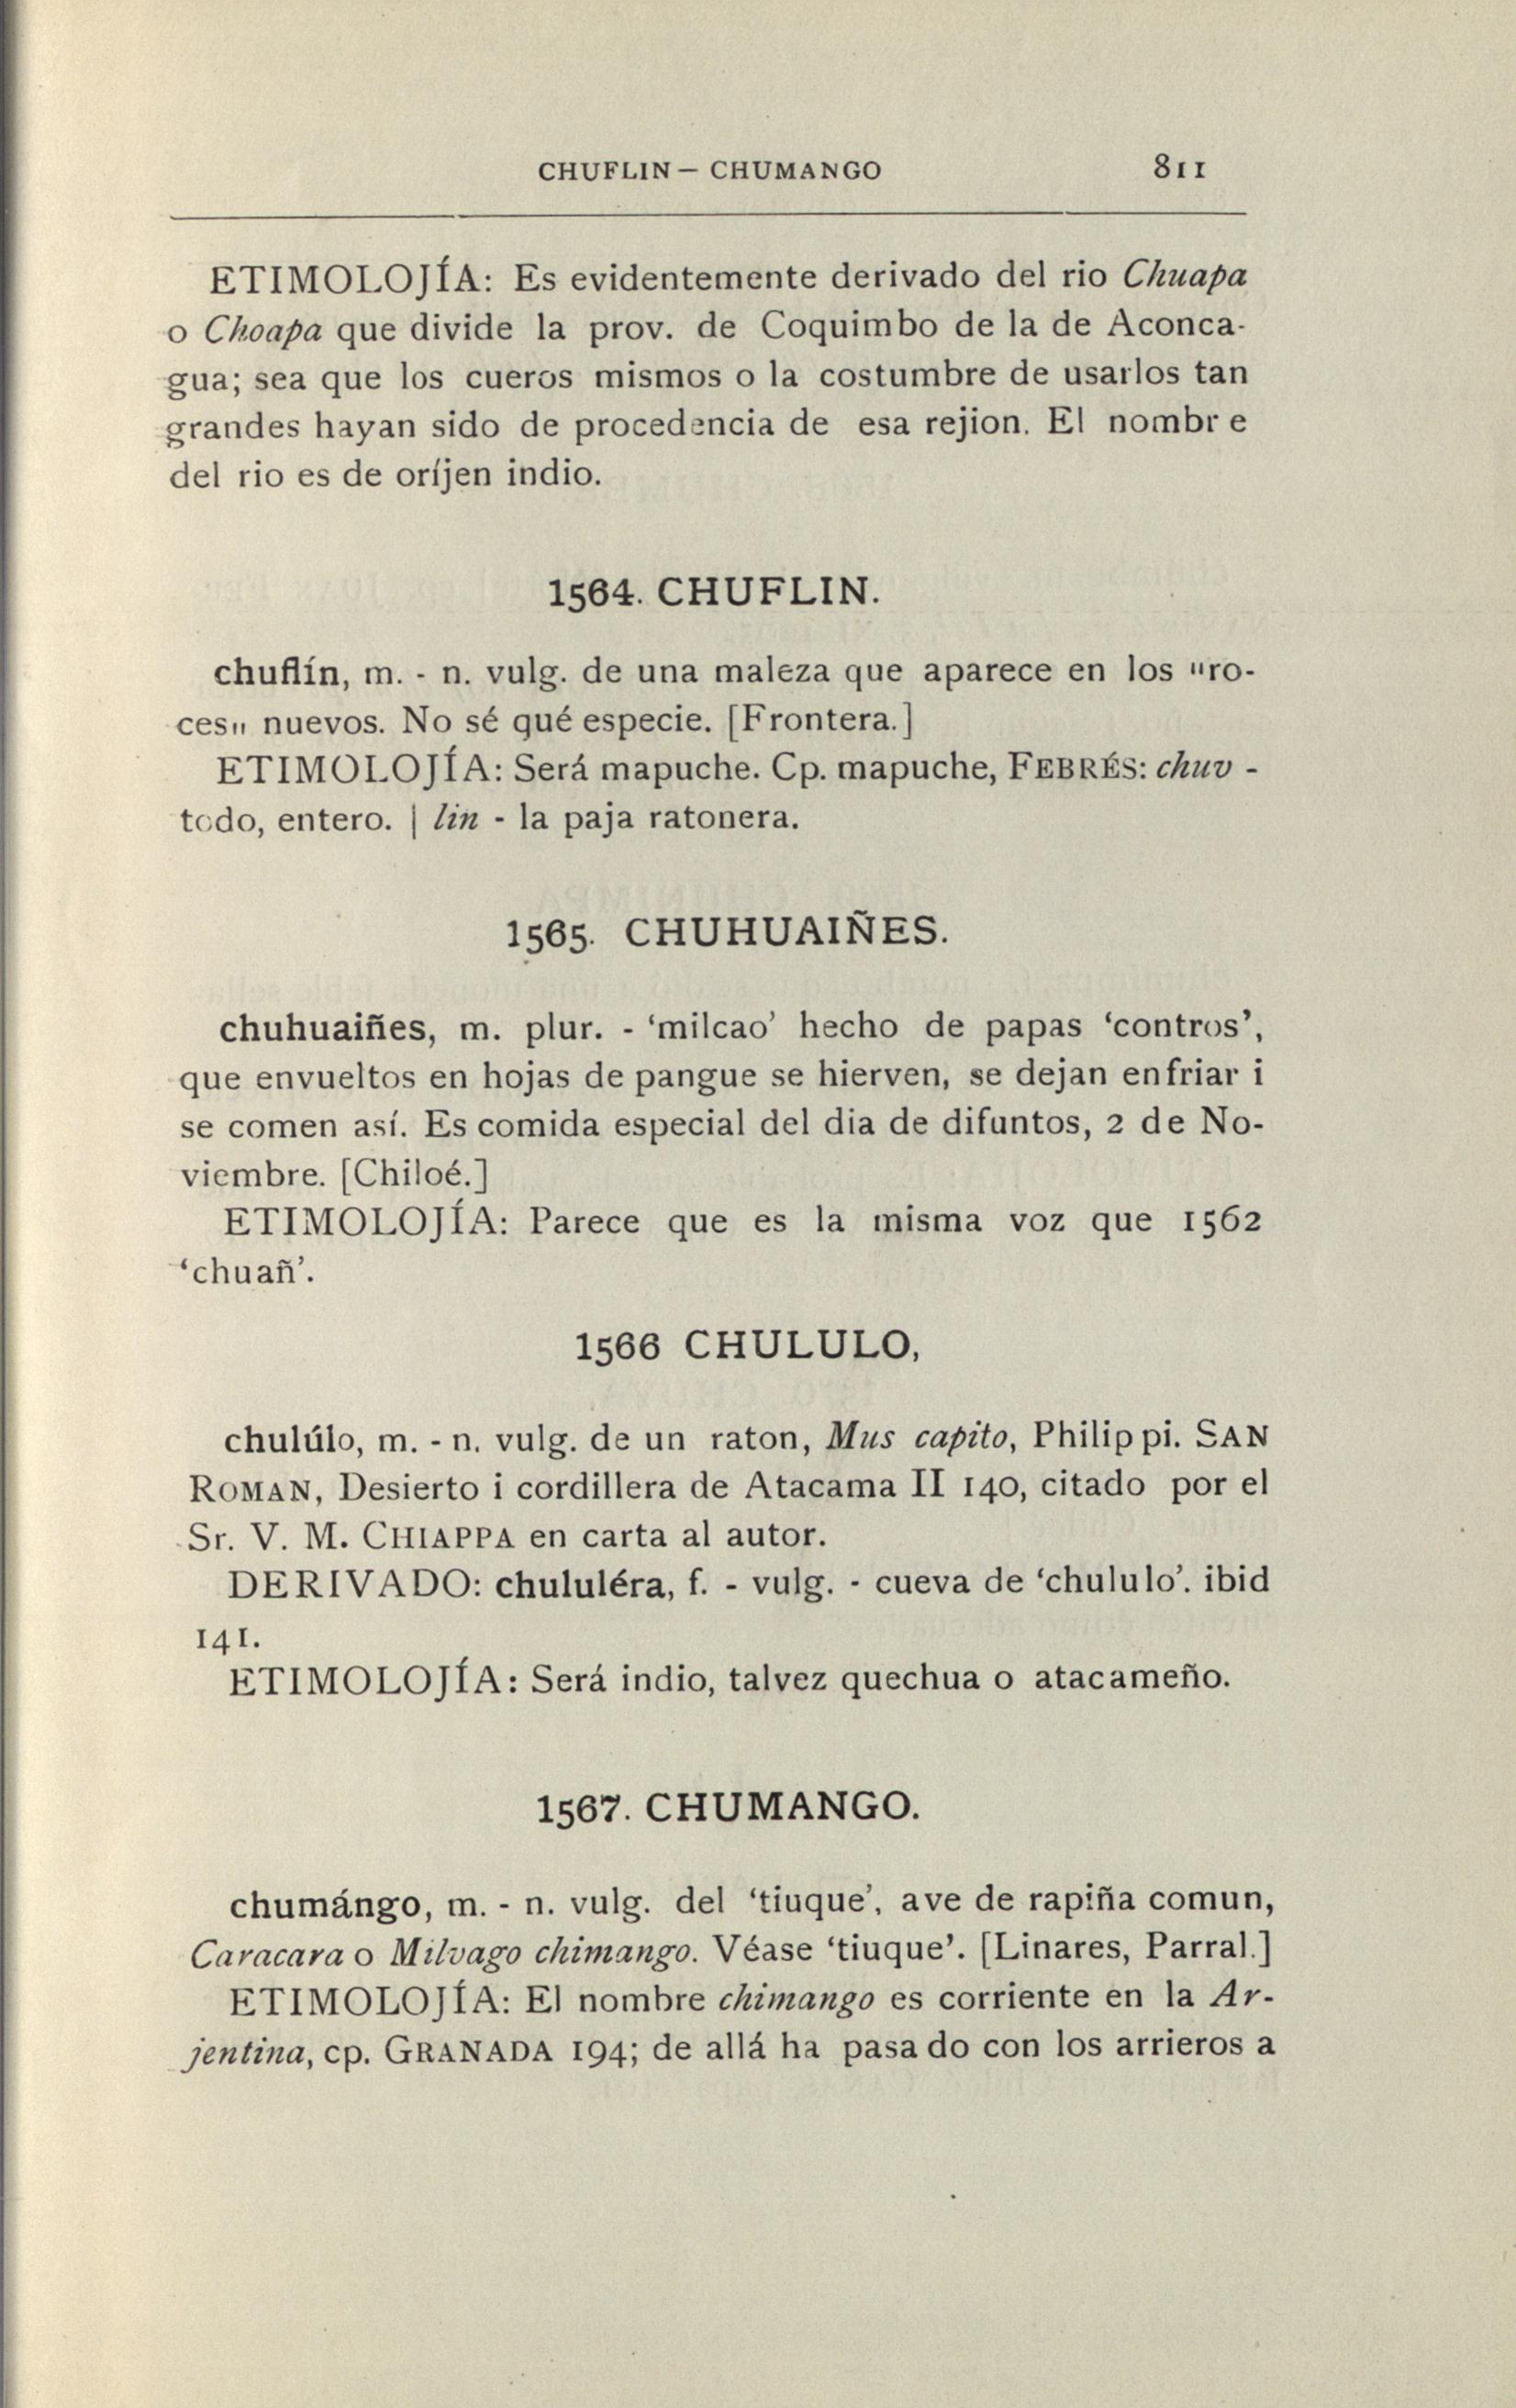 CHUFLIN — CHUMANGO 811
ETIMOLOJÍA: Es evidentemente derivado del rio Chuapa
o Choapa que divide la prov. de Coquimbo de la de Aconca-
gua; sea que los cueros mismos o la costumbre de usarlos tan
grandes hayan sido de procedencia de esa rejion. El nombre
del rio es de oríjen indio.
1564. CHUFLIN.
chuflín, m. - n. vulg. de una maleza que aparece en los "ro-
ces„ nuevos. No sé qué especie. [Frontera.]
ETIMOLOJÍA: Será mapuche. Cp. mapuche, FEBRÉS: chuv -
todo, entero. | lin - la paja ratonera.
1565. CHUHUAIÑES.
chuhuaiñes, m. plur. - ‘milcao’ hecho de papas ‘contros’,
que envueltos en hojas de pangue se hierven, se dejan enfriar i
se comen así. Es comida especial del dia de difuntos, 2 de No-
viembre. [Chiloé.]
ETIMOLOJÍA: Parece que es la misma voz que 1562
‘chuañ’.
1566 CHULULO,
chulúlo, m. - n. vulg. de un raton, Mus capito, Philippi. SAN
ROMAN, Desierto i cordillera de Atacama II 140, citado por el
Sr. V. M. CHIAPPA en carta al autor.
DERIVADO: chululéra, f. - vulg. - cueva de ‘chululo’. ibid
141.
ETIMOLOJÍA: Será indio, talvez quechua o atacameño.
1567. CHUMANGO.
chumángo, m. - n. vulg. del ‘tiuque’, ave de rapiña comun,
Caracara o Milvago chimango. Véase ‘tiuque’. [Linares, Parral.]
ETIMOLOJÍA: El nombre chimango es corriente en la Ar-
jentina, cp. GRANADA 194; de allá ha pasado con los arrieros a